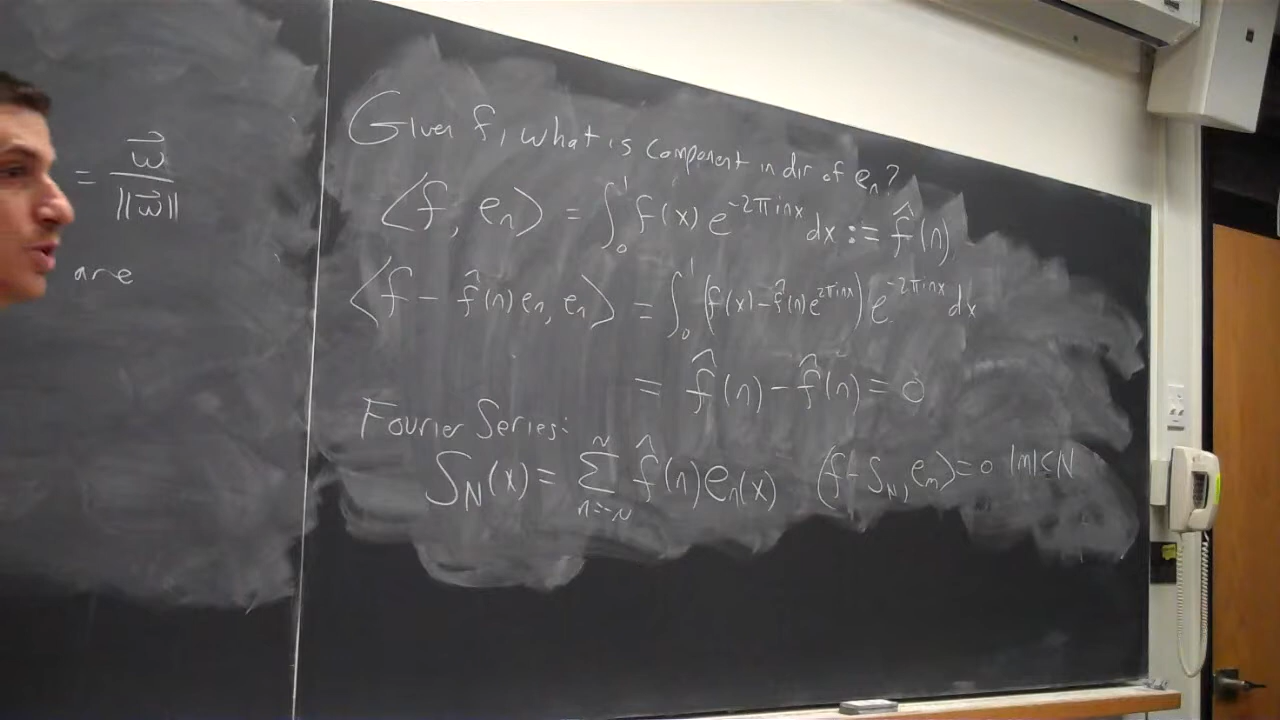 = w⃗ / ||w⃗||
are
Given f, what is component in dir of eₙ?
⟨f, eₙ⟩ = ∫₀¹ f(x) e^{-2πinx} dx := f̂(n)
⟨f - f̂(n)eₙ, eₙ⟩ = ∫₀¹ (f(x) - f̂(n)e^{2πinx}) e^{-2πinx} dx
= f̂(n) - f̂(n) = 0
Fourier Series:
S_N(x) = ∑_{n=-N}^{N} f̂(n)eₙ(x) (f - S_N, eₘ) = 0 |m| ≤ N